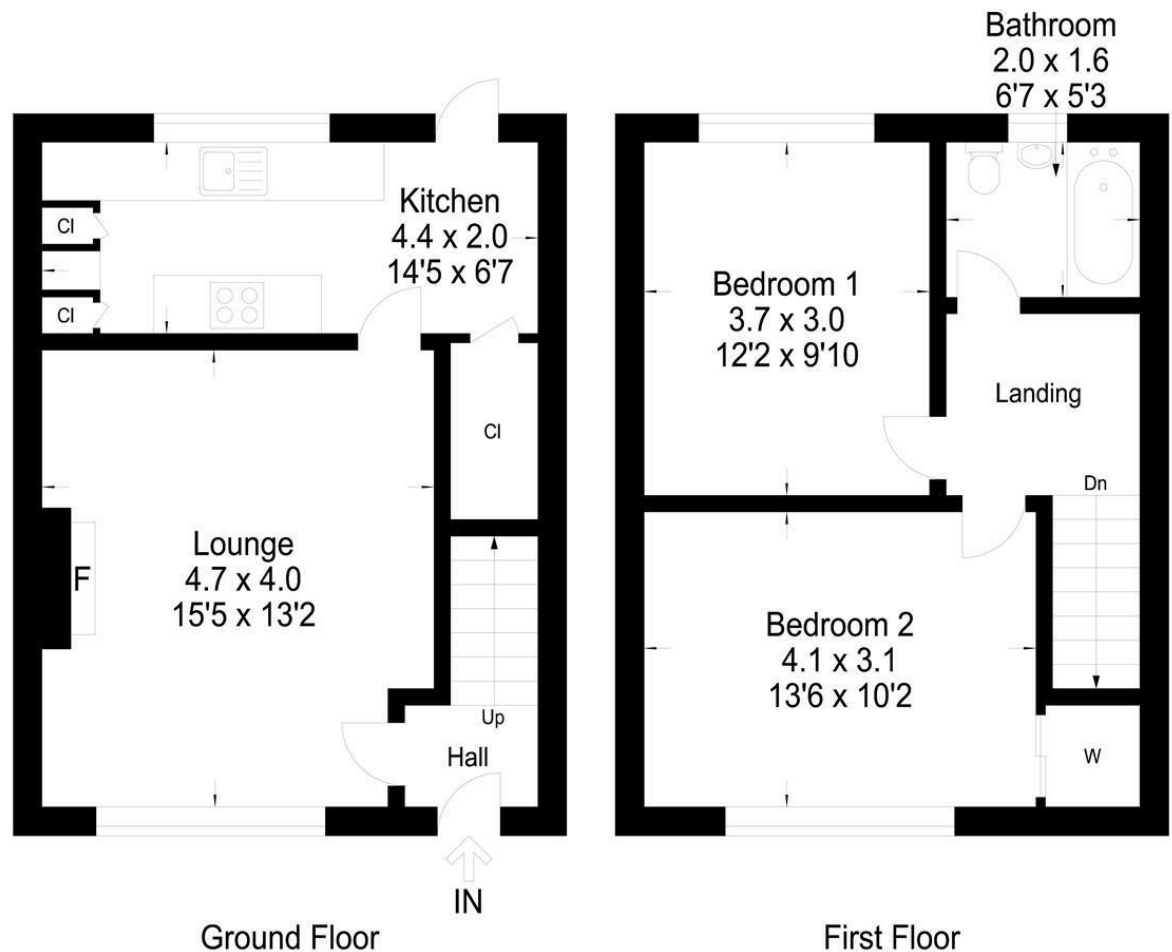 Bathroom
2.0 x 1.6
6'7 x 5'3
Kitchen
4.4 x 2.0
14'5 x 6'7
Cl
Cl
Cl
Lounge
4.7 x 4.0
15'5 x 13'2
F
Up
Hall
IN
Ground Floor
Bedroom 1
3.7 x 3.0
12'2 x 9'10
Landing
Dn
Bedroom 2
4.1 x 3.1
13'6 x 10'2
W
First Floor